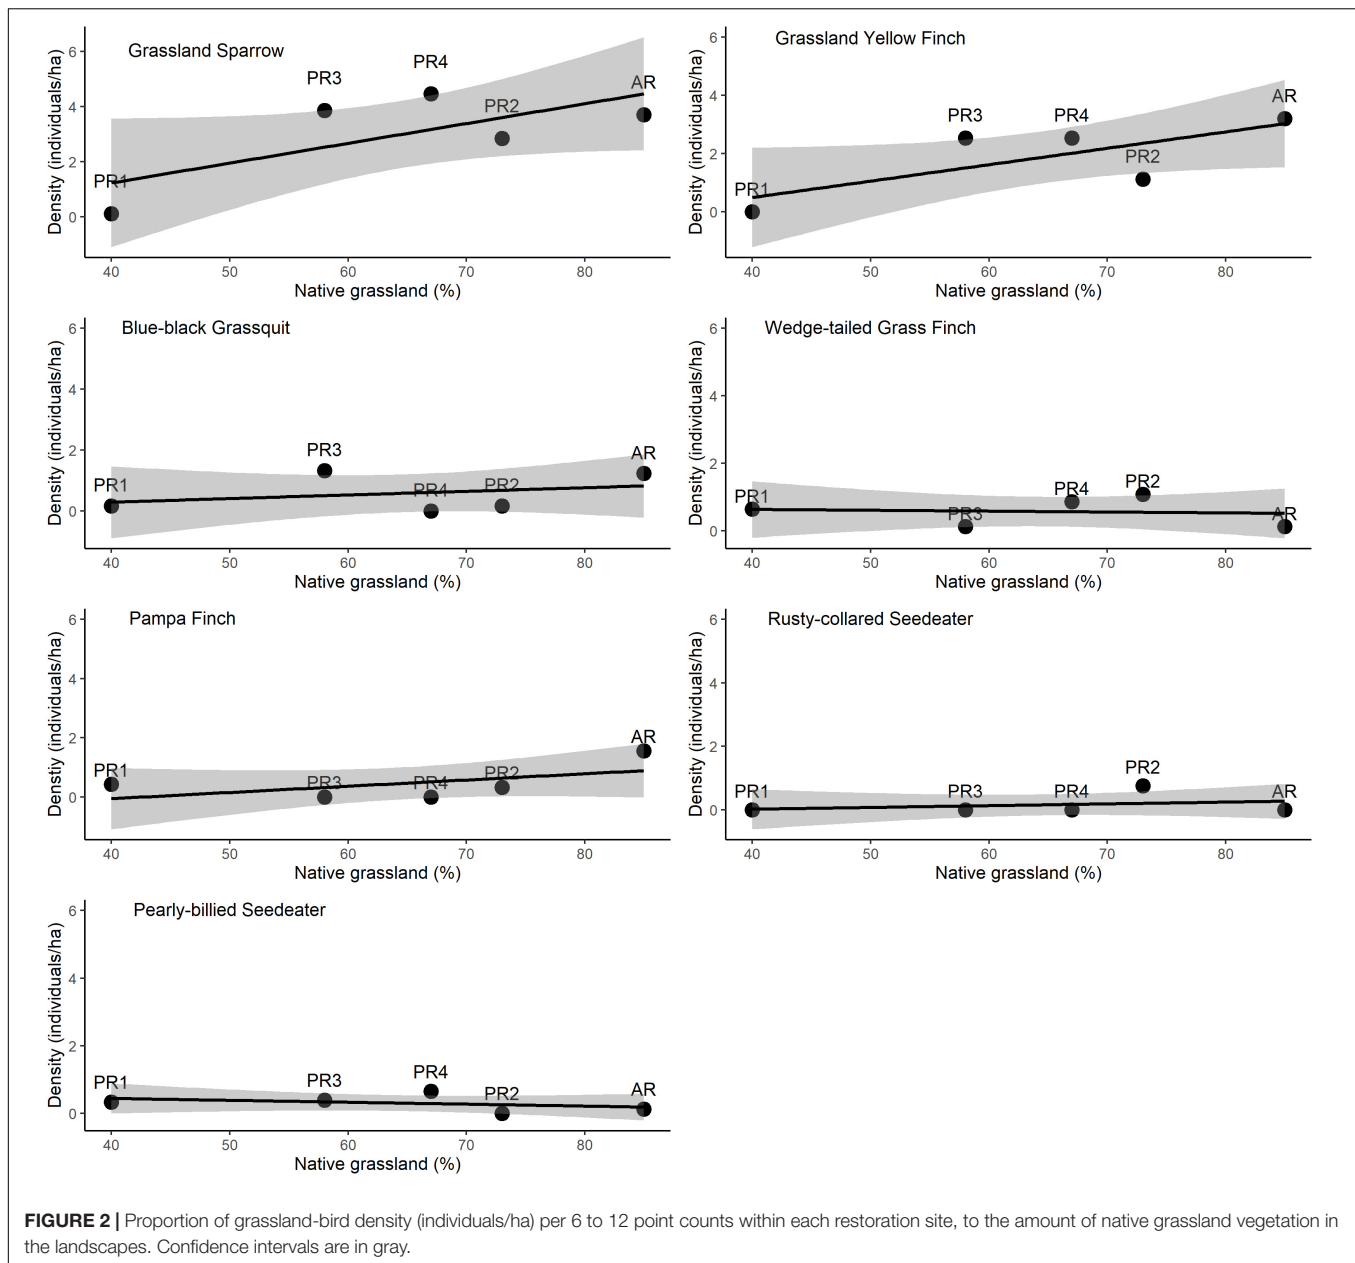 Grassland Sparrow
Density (individuals/ha)
6
4
2
0
PR1
PR3
PR4
PR2
AR
40 50 60 70 80
Native grassland (%)
Grassland Yellow Finch
Density (individuals/ha)
6
4
2
0
PR1
PR3
PR4
PR2
AR
40 50 60 70 80
Native grassland (%)
Blue-black Grassquit
Density (individuals/ha)
6
4
2
0
PR1
PR3
PR4
PR2
AR
40 50 60 70 80
Native grassland (%)
Wedge-tailed Grass Finch
Density (individuals/ha)
6
4
2
0
PR1
PR3
PR4
PR2
AR
40 50 60 70 80
Native grassland (%)
Pampa Finch
Denstiy (individuals/ha)
6
4
2
0
PR1
PR3
PR4
PR2
AR
40 50 60 70 80
Native grassland (%)
Rusty-collared Seedeater
Density (individuals/ha)
6
4
2
0
PR1
PR3
PR4
PR2
AR
40 50 60 70 80
Native grassland (%)
Pearly-billied Seedeater
Density (individuals/ha)
6
4
2
0
PR1
PR3
PR4
PR2
AR
40 50 60 70 80
Native grassland (%)
FIGURE 2 | Proportion of grassland-bird density (individuals/ha) per 6 to 12 point counts within each restoration site, to the amount of native grassland vegetation in
the landscapes. Confidence intervals are in gray.